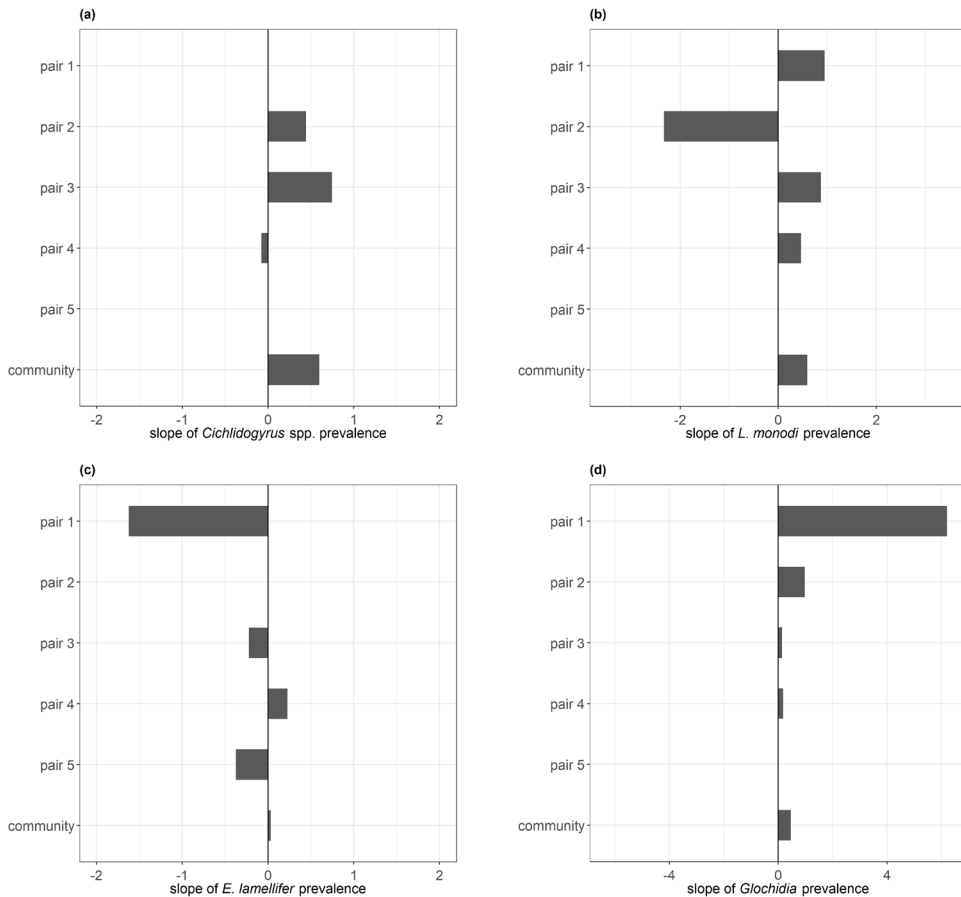 (a)
pair 1
pair 2
pair 3
pair 4
pair 5
community
-2 -1 0 1 2
slope of Cichlidogyrus spp. prevalence
(b)
pair 1
pair 2
pair 3
pair 4
pair 5
community
-2 0 2
slope of L. monodi prevalence
(c)
pair 1
pair 2
pair 3
pair 4
pair 5
community
-2 -1 0 1 2
slope of E. lamellifer prevalence
(d)
pair 1
pair 2
pair 3
pair 4
pair 5
community
-4 0 4
slope of Glochidia prevalence